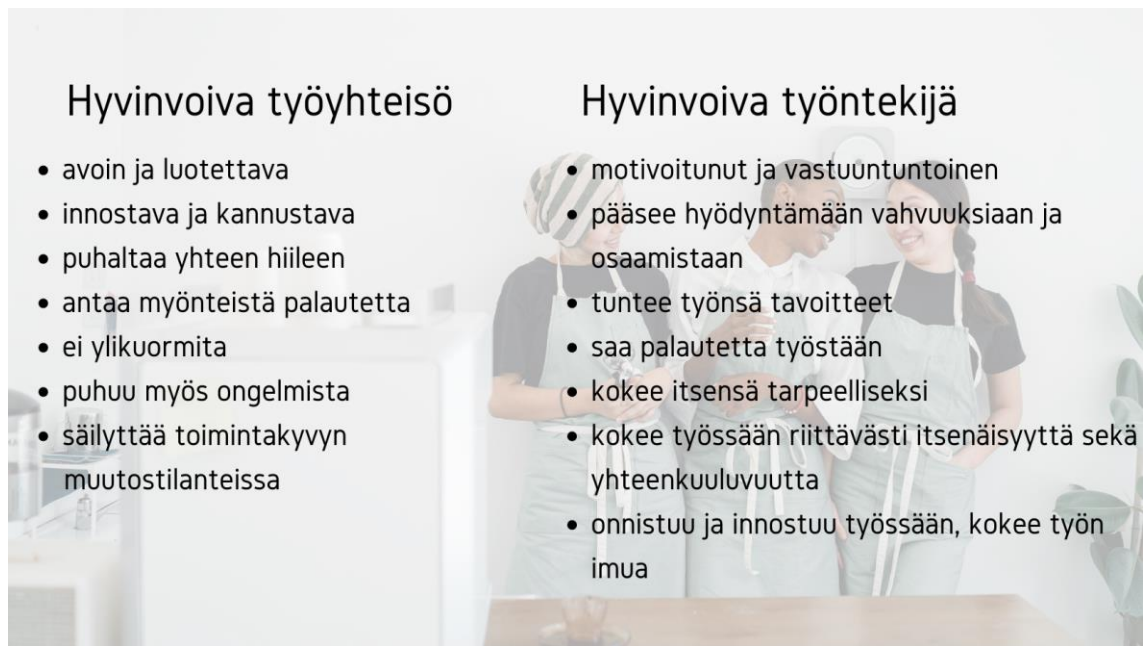 Hyvinvoiva työyhteisö
• avoin ja luotettava
• innostava ja kannustava
• puhaltaa yhteen hiileen
• antaa myönteistä palautetta
• ei ylikuormita
• puhuu myös ongelmista
• säilyttää toimintakyvyn
muutostilanteissa
Hyvinvoiva työntekijä
• motivoitunut ja vastuuntuntoinen
• pääsee hyödyntämään vahvuuksiaan ja
osaamistaan
• tuntee työnsä tavoitteet
• saa palautetta työstään
• kokee itsensä tarpeelliseksi
• kokee työssään riittävästi itsenäisyyttä sekä
yhteenkuuluvuutta
• onnistuu ja innostuu työssään, kokee työn
imua